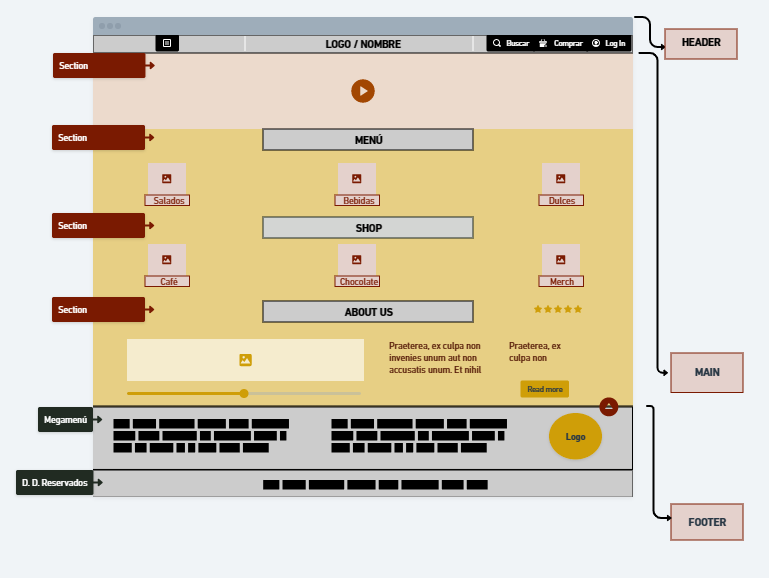 HEADER
LOGO / NOMBRE
Buscar
Comprar
Log In
Section
Section
MENÚ
Salados
Bebidas
Dulces
Section
SHOP
Café
Chocolate
Merch
Section
ABOUT US
Praeterea, ex culpa non
invenies unum aut non
accusatis unum. Et nihil
Praeterea, ex
culpa non
Read more
MAIN
Megamenú
Logo
D. D. Reservados
FOOTER